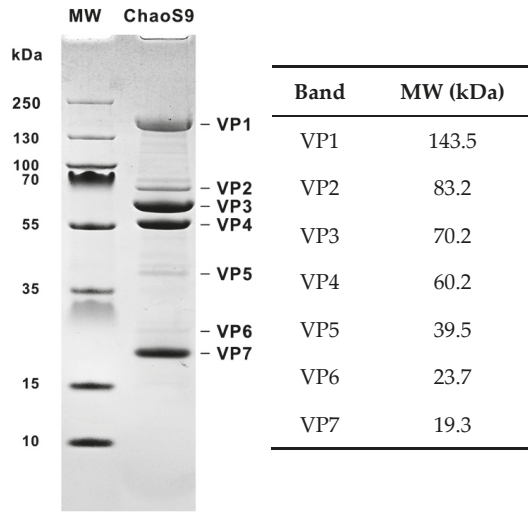 MW ChaoS9
kDa
250
130
100
70
55
35
15
10
VP1
VP2
VP3
VP4
VP5
VP6
VP7
Band MW (kDa)
VP1 143.5
VP2 83.2
VP3 70.2
VP4 60.2
VP5 39.5
VP6 23.7
VP7 19.3